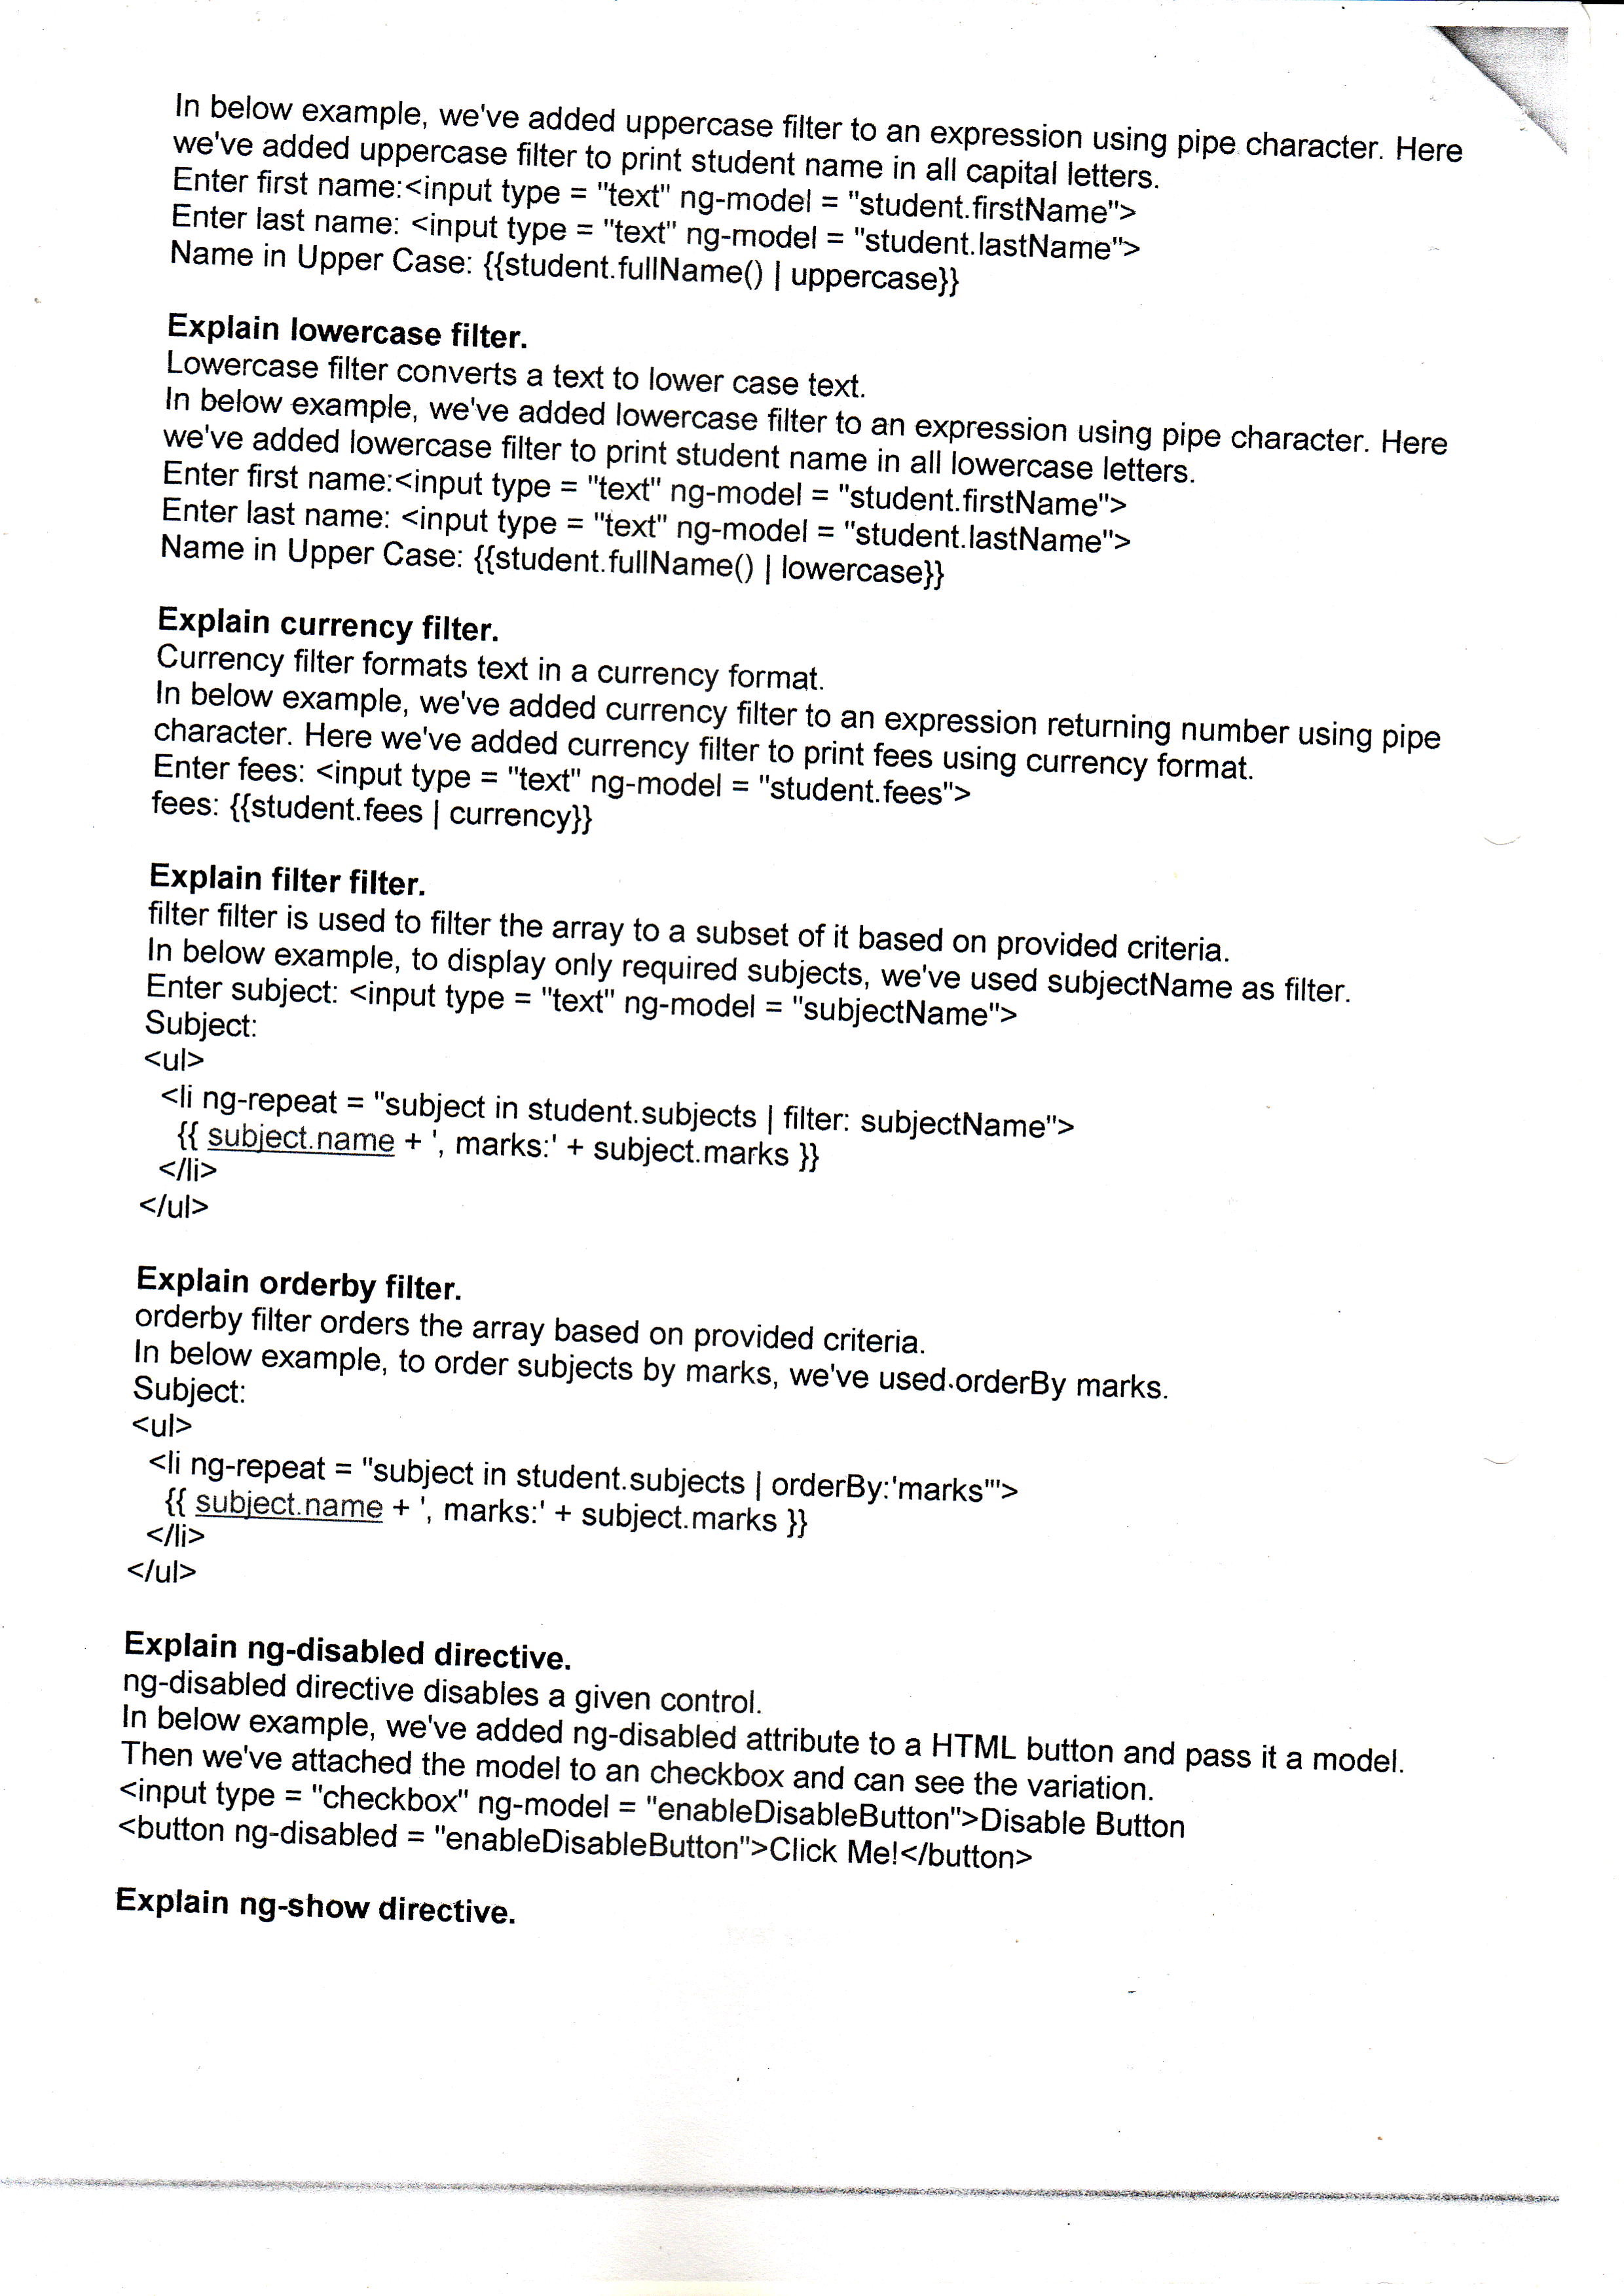 In below example, we've added uppercase filter to an expression using pipe character. Here
we've added uppercase filter to print student name in all capital letters.
Enter first name:<input type = "text" ng-model = "student.firstName">
Enter last name: <input type = "text" ng-model = "student.lastName">
Name in Upper Case: {{student.fullName() | uppercase}}
Explain lowercase filter.
Lowercase filter converts a text to lower case text.
In below example, we've added lowercase filter to an expression using pipe character. Here
we've added lowercase filter to print student name in all lowercase letters.
Enter first name:<input type = "text" ng-model = "student.firstName">
Enter last name: <input type = "text" ng-model = "student.lastName">
Name in Upper Case: {{student.fullName() | lowercase}}
Explain currency filter.
Currency filter formats text in a currency format.
In below example, we've added currency filter to an expression returning number using pipe
character. Here we've added currency filter to print fees using currency format.
Enter fees: <input type = "text" ng-model = "student.fees">
fees: {{student.fees | currency}}
Explain filter filter.
filter filter is used to filter the array to a subset of it based on provided criteria.
In below example, to display only required subjects, we've used subjectName as filter.
Enter subject: <input type = "text" ng-model = "subjectName">
Subject:
<ul>
<li ng-repeat = "subject in student.subjects | filter: subjectName">
{{ subject.name + ', marks:' + subject.marks }}
</li>
</ul>
Explain orderby filter.
orderby filter orders the array based on provided criteria.
In below example, to order subjects by marks, we've used orderBy marks.
Subject:
<ul>
<li ng-repeat = "subject in student.subjects | orderBy:'marks'">
{{ subject.name + ', marks:' + subject.marks }}
</li>
</ul>
Explain ng-disabled directive.
ng-disabled directive disables a given control.
In below example, we've added ng-disabled attribute to a HTML button and pass it a model.
Then we've attached the model to an checkbox and can see the variation.
<input type = "checkbox" ng-model = "enableDisableButton">Disable Button
<button ng-disabled = "enableDisableButton">Click Me!</button>
Explain ng-show directive.